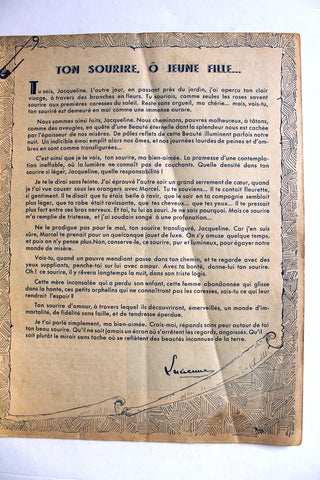 TON SOURIRE, Ô JEUNE FILLE...
Tu sais, Jacqueline. L'autre jour, en passant près du jardin, j'ai aperçu ton clair
visage, à travers des branches en fleurs. Tu souriais, comme seules les roses savent
sourire aux premières caresses du soleil. Reste sans orgueil, ma chérie... mais, vois-tu,
ton sourire est demeuré en moi comme une immense aurore.
Nous sommes ainsi faits, Jacqueline. Nous cheminons, pauvres malheureux, à tâtons,
comme des aveugles, en quête d'une Beauté éternelle dont la splendeur nous est cachée
par l'épaisseur de nos misères. De pâles reflets de cette Beauté illuminent parfois notre
nuit. Un indicible émoi emplit alors nos âmes, et nos journées lourdes de peines et d'om-
bres en sont comme transfigurées...
C'est ainsi que je le vois, ton sourire, ma bien-aimée. La promesse d'une contempla-
tion ineffable, où la lumière ne connaît pas de couchants. Quelle densité dans ton
sourire si léger, Jacqueline, quelle responsabilité !
Je te le dirai sans feinte. J'ai éprouvé l'autre soir un grand serrement de cœur, quand
je t'ai vue causer sous les orangers avec Marcel. Tu te souviens... Il te contait fleurette,
gentiment. Il te disait que tu étais belle à ravir, que le soir en ta compagnie semblait
plus léger, que ta robe était ravissante, que tes cheveux... que tes yeux... Il te pressait
plus fort entre ses bras nerveux. Et toi, tu lui as souri. Je ne sais pourquoi. Mais ce sourire
m'a remplie de tristesse, et j'ai soudain songé à une profanation...
Ne le prodigue pas pour le mal, ton sourire transfiguré, Jacqueline. Car j'en suis
sûre, Marcel te prenait pour un quelconque jouet de luxe. On s'y amuse quelque temps,
et puis on n'y pense plus. Non, conserve-le, ce sourire, pur et lumineux, pour égayer notre
monde de misère.
Vois-tu, quand un pauvre mendiant passe dans ton chemin, et te regarde avec des
yeux suppliants, penche-toi sur lui avec amour. Avec ta bonté, donne-lui ton sourire.
Oh ! ce sourire, il y rêvera longtemps la nuit, dans son triste logis.
Cette mère inconsolable qui a perdu son enfant, cette femme abandonnée qui glisse
dans la honte, ces petits orphelins qui ne connaîtront pas les caresses, sais-tu ce qui leur
rendrait l'espoir ?
Ton sourire d'amour, à travers lequel ils découvriront, émerveillés, un monde d'im-
mortalité, de fidélité sans faille, et de tendresse éperdue.
Je t'ai parlé simplement, ma bien-aimée. Crois-moi, répands sans peur autour de toi
ton beau sourire. Qu'il ne soit jamais un écran où s'arrêtent les regards, angoissés. Qu'il
soit plutôt le miroir sans tache où se reflètent des beautés inconnues de la terre.
Lucienne